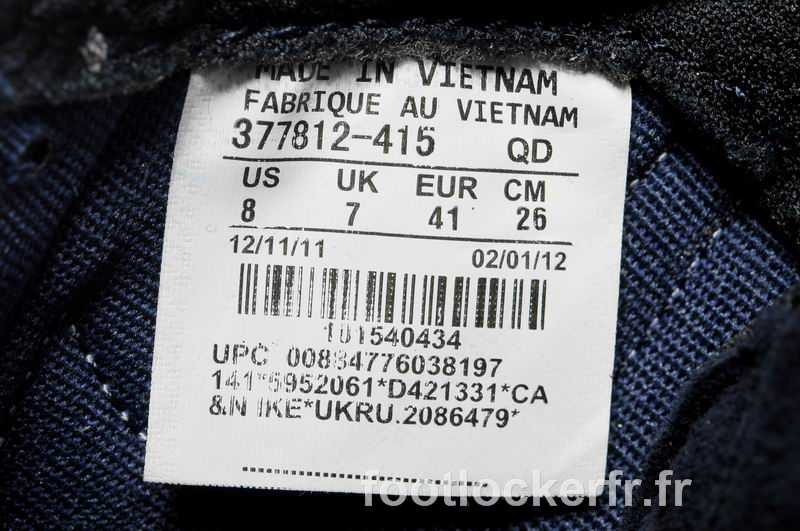 MADE IN VIETNAM
FABRIQUE AU VIETNAM
377812-415 QD
US UK EUR CM
8 7 41 26
12/11/11 02/01/12
101540434
UPC 00884776038197
141*6952061*D421331*CA
&N IKE*UKRU.2086479*
footlockerfr.fr